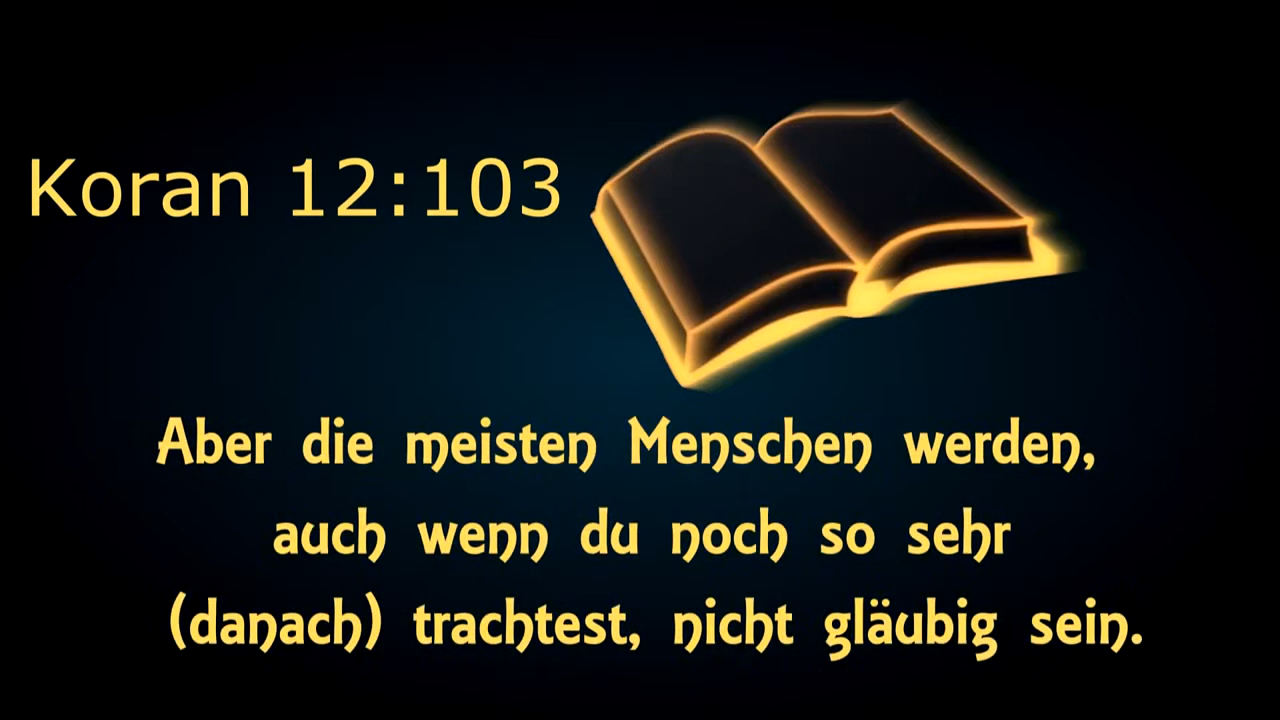 Koran 12:103
Aber die meisten Menschen werden,
auch wenn du noch so sehr
(danach) trachtest, nicht gläubig sein.